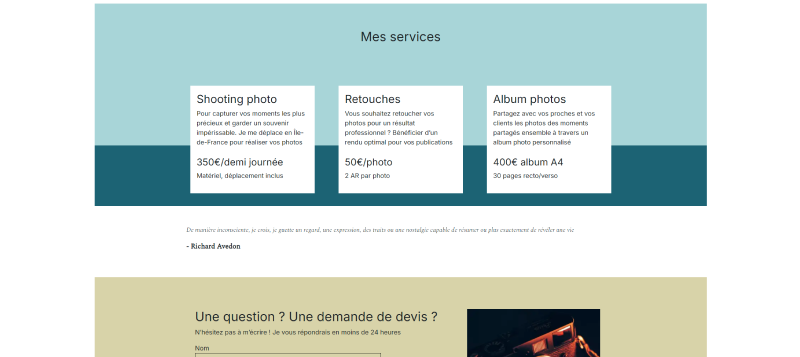 Mes services
Shooting photo
Pour capturer vos moments les plus
précieux et garder un souvenir
impérissable. Je me déplace en Île-
de-France pour réaliser vos photos
350€/demi journée
Matériel, déplacement inclus
Retouches
Vous souhaitez retoucher vos
photos pour un résultat
professionnel ? Bénéficier d'un
rendu optimal pour vos publications
50€/photo
2 AR par photo
Album photos
Partagez avec vos proches et vos
clients les photos des moments
partagés ensemble à travers un
album photo personnalisé
400€ album A4
30 pages recto/verso
De manière inconsciente, je crois, je guette un regard, une expression, des traits ou une nostalgie capable de résumer ou plus exactement de révéler une vie
- Richard Avedon
Une question ? Une demande de devis ?
N'hésitez pas à m'écrire ! Je vous répondrais en moins de 24 heures
Nom